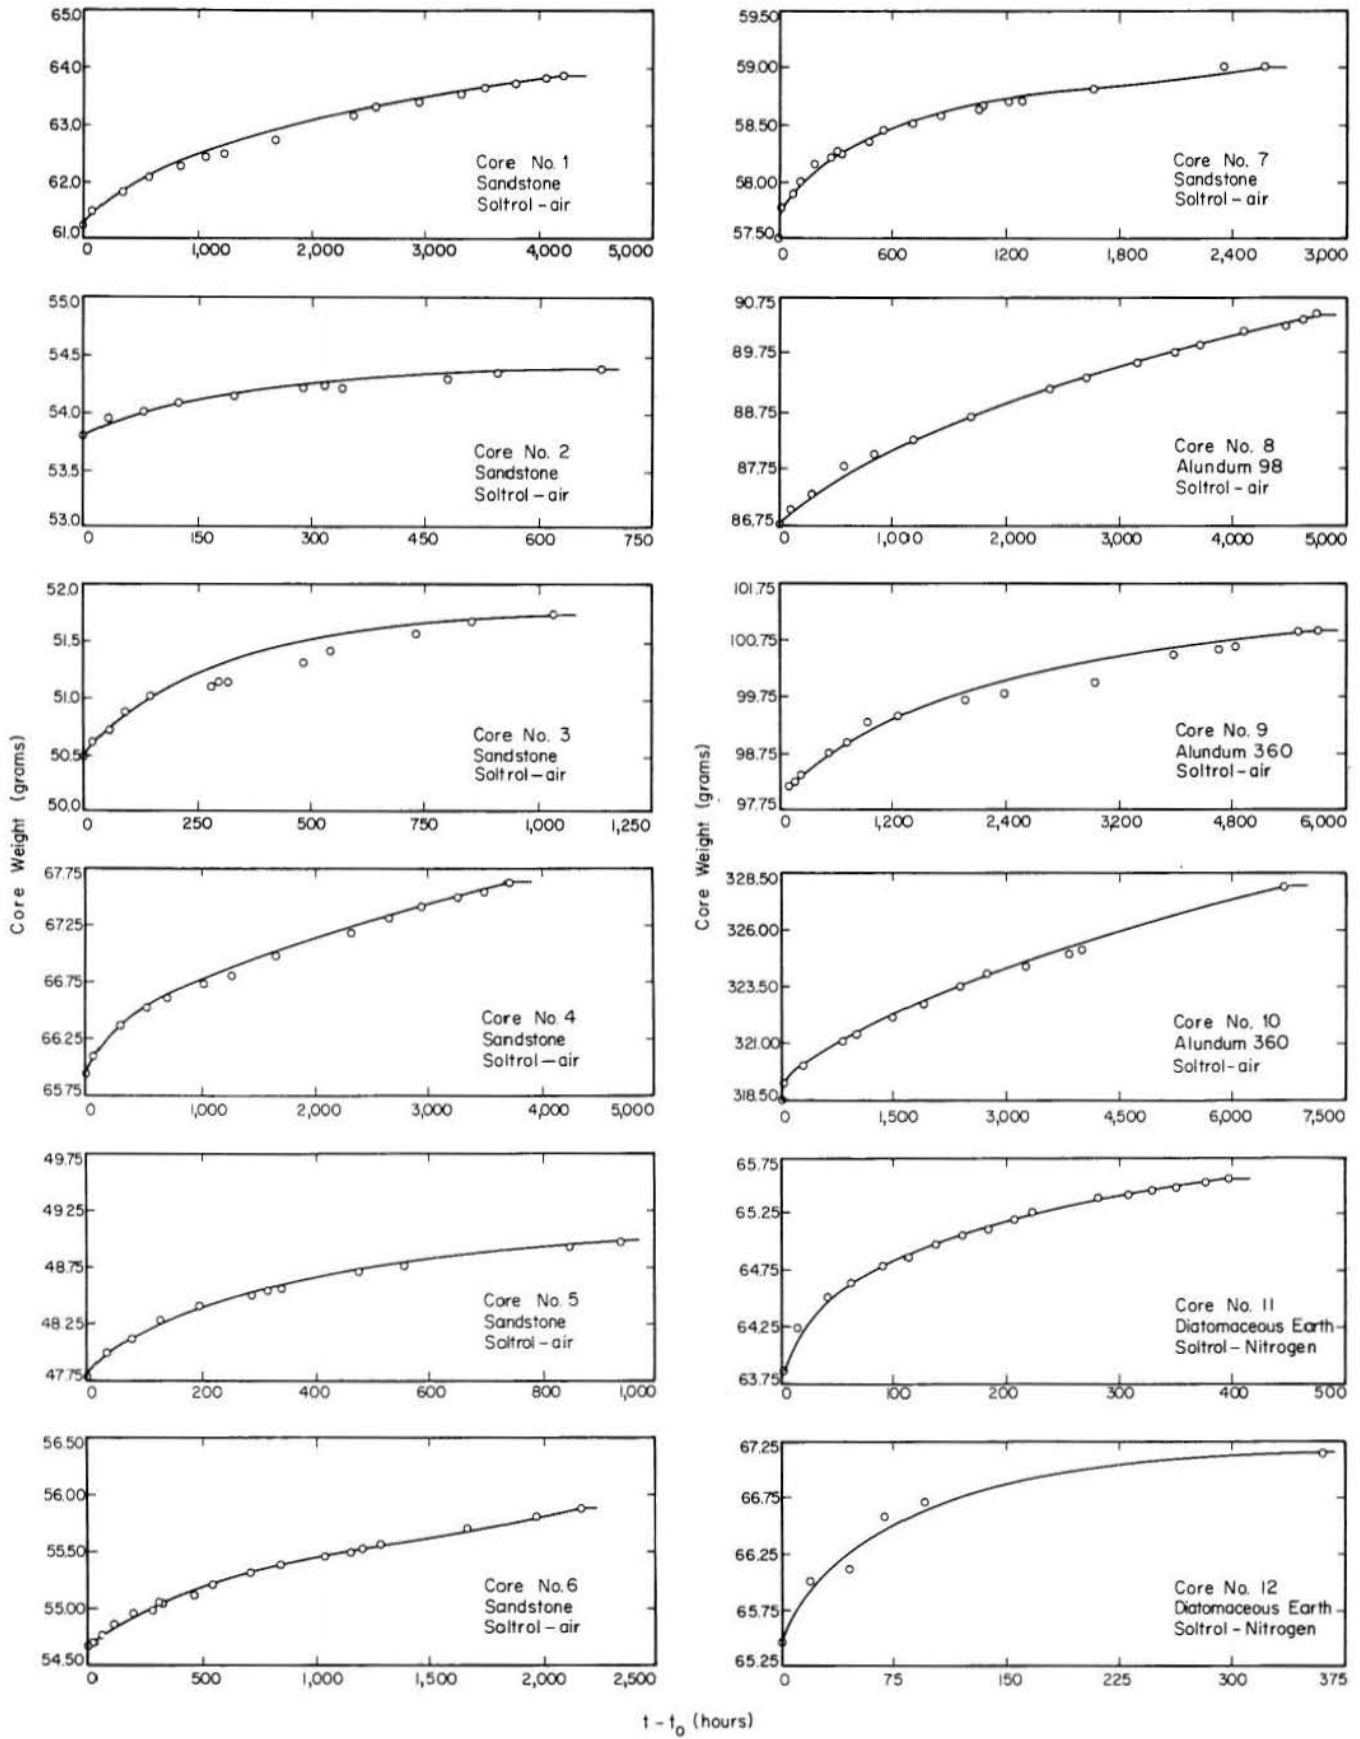 65.0
64.0
63.0
62.0
61.0
0 1,000 2,000 3,000 4,000 5,000
Core No. 1
Sandstone
Soltrol-air
55.0
54.5
54.0
53.5
53.0
0 150 300 450 600 750
Core No. 2
Sandstone
Soltrol-air
52.0
51.5
51.0
50.5
50.0
0 250 500 750 1,000 1,250
Core No. 3
Sandstone
Soltrol-air
67.75
67.25
66.75
66.25
65.75
0 1,000 2,000 3,000 4,000 5,000
Core No. 4
Sandstone
Soltrol-air
49.75
49.25
48.75
48.25
47.75
0 200 400 600 800 1,000
Core No. 5
Sandstone
Soltrol-air
56.50
56.00
55.50
55.00
54.50
0 500 1,000 1,500 2,000 2,500
Core No. 6
Sandstone
Soltrol-air
Core Weight (grams)
59.50
59.00
58.50
58.00
57.50
0 600 1200 1,800 2,400 3,000
Core No. 7
Sandstone
Soltrol-air
90.75
89.75
88.75
87.75
86.75
0 1,000 2,000 3,000 4,000 5,000
Core No. 8
Alundum 98
Soltrol-air
101.75
100.75
99.75
98.75
97.75
0 1,200 2,400 3,200 4,800 6,000
Core No. 9
Alundum 360
Soltrol-air
328.50
326.00
323.50
321.00
318.50
0 1,500 3,000 4,500 6,000 7,500
Core No. 10
Alundum 360
Soltrol-air
65.75
65.25
64.75
64.25
63.75
0 100 200 300 400 500
Core No. 11
Diatomaceous Earth
Soltrol-Nitrogen
67.25
66.75
66.25
65.75
65.25
0 75 150 225 300 375
Core No. 12
Diatomaceous Earth
Soltrol-Nitrogen
Core Weight (grams)
t-t₀ (hours)